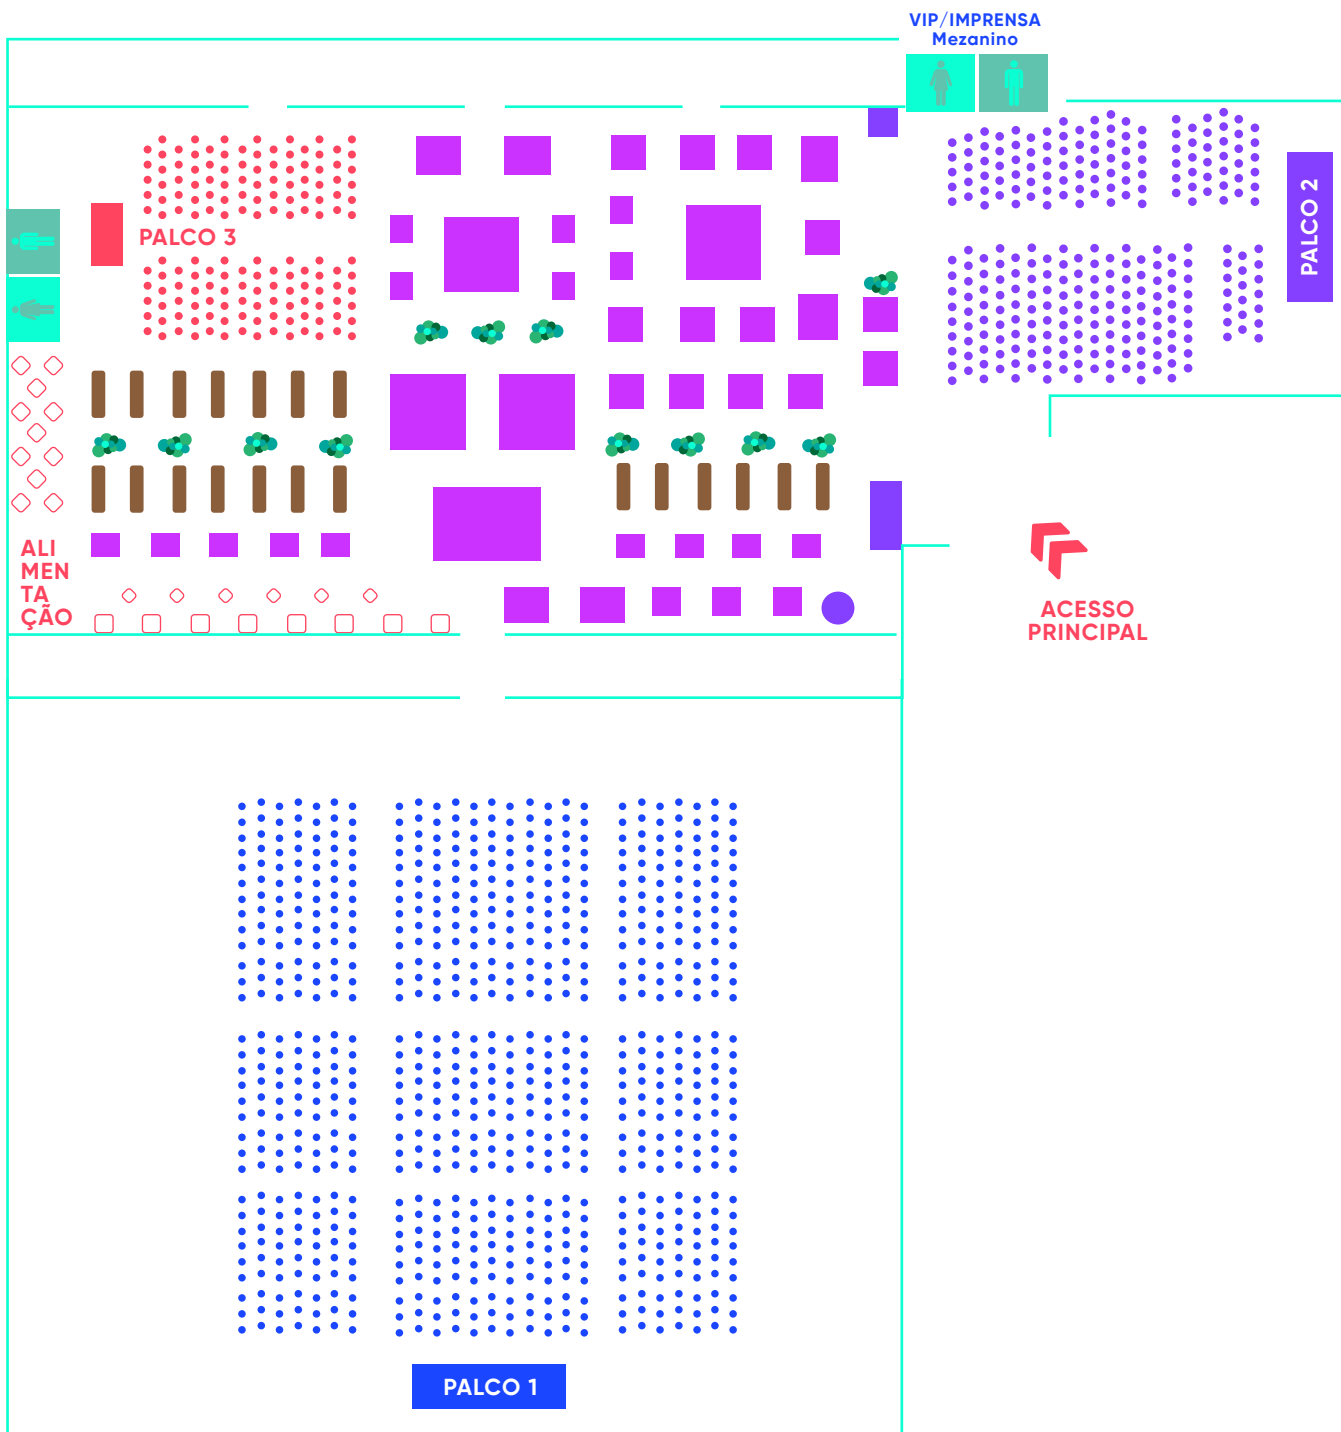 VIP/IMPRENSA
Mezanino
PALCO 2
PALCO 3
ALI
MEN
TA
ÇÃO
ACESSO
PRINCIPAL
PALCO 1